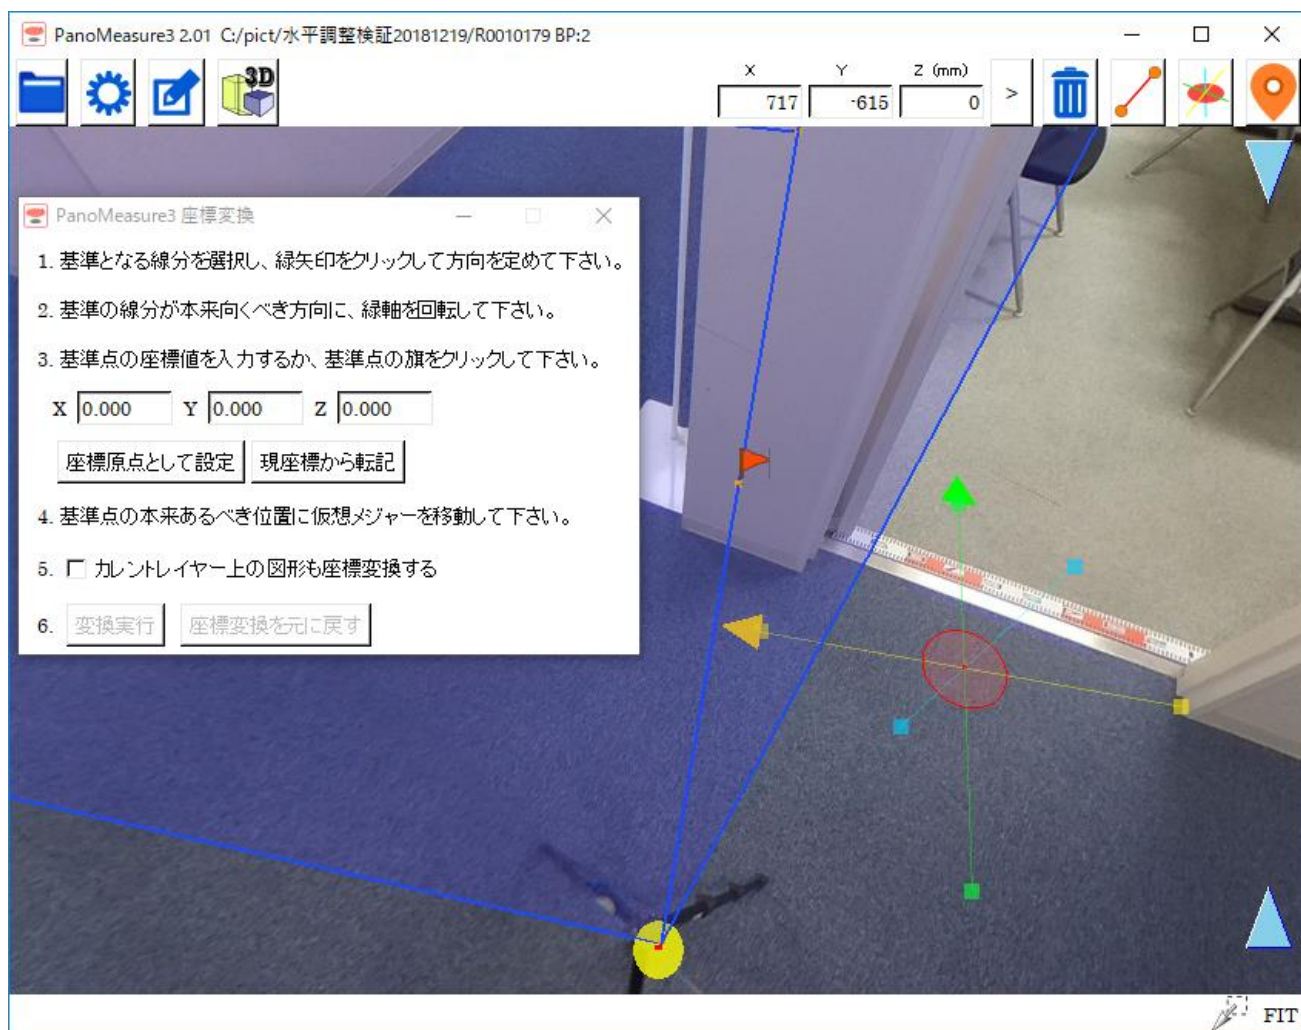 PanoMeasure3 2.01 C:/pict/水平調整検証20181219/R0010179 BP:2
3D
X Y Z (mm)
717 -615 0 >
PanoMeasure3 座標変換
1. 基準となる線分を選択し、緑矢印をクリックして方向を定めて下さい。
2. 基準の線分が本来向くべき方向に、緑軸を回転して下さい。
3. 基準点の座標値を入力するか、基準点の旗をクリックして下さい。
X 0.000 Y 0.000 Z 0.000
座標原点として設定 現座標から転記
4. 基準点の本来あるべき位置に仮想メジャーを移動して下さい。
5. カレントレイヤー上の図形も座標変換する
6. 変換実行 座標変換を元に戻す
FIT